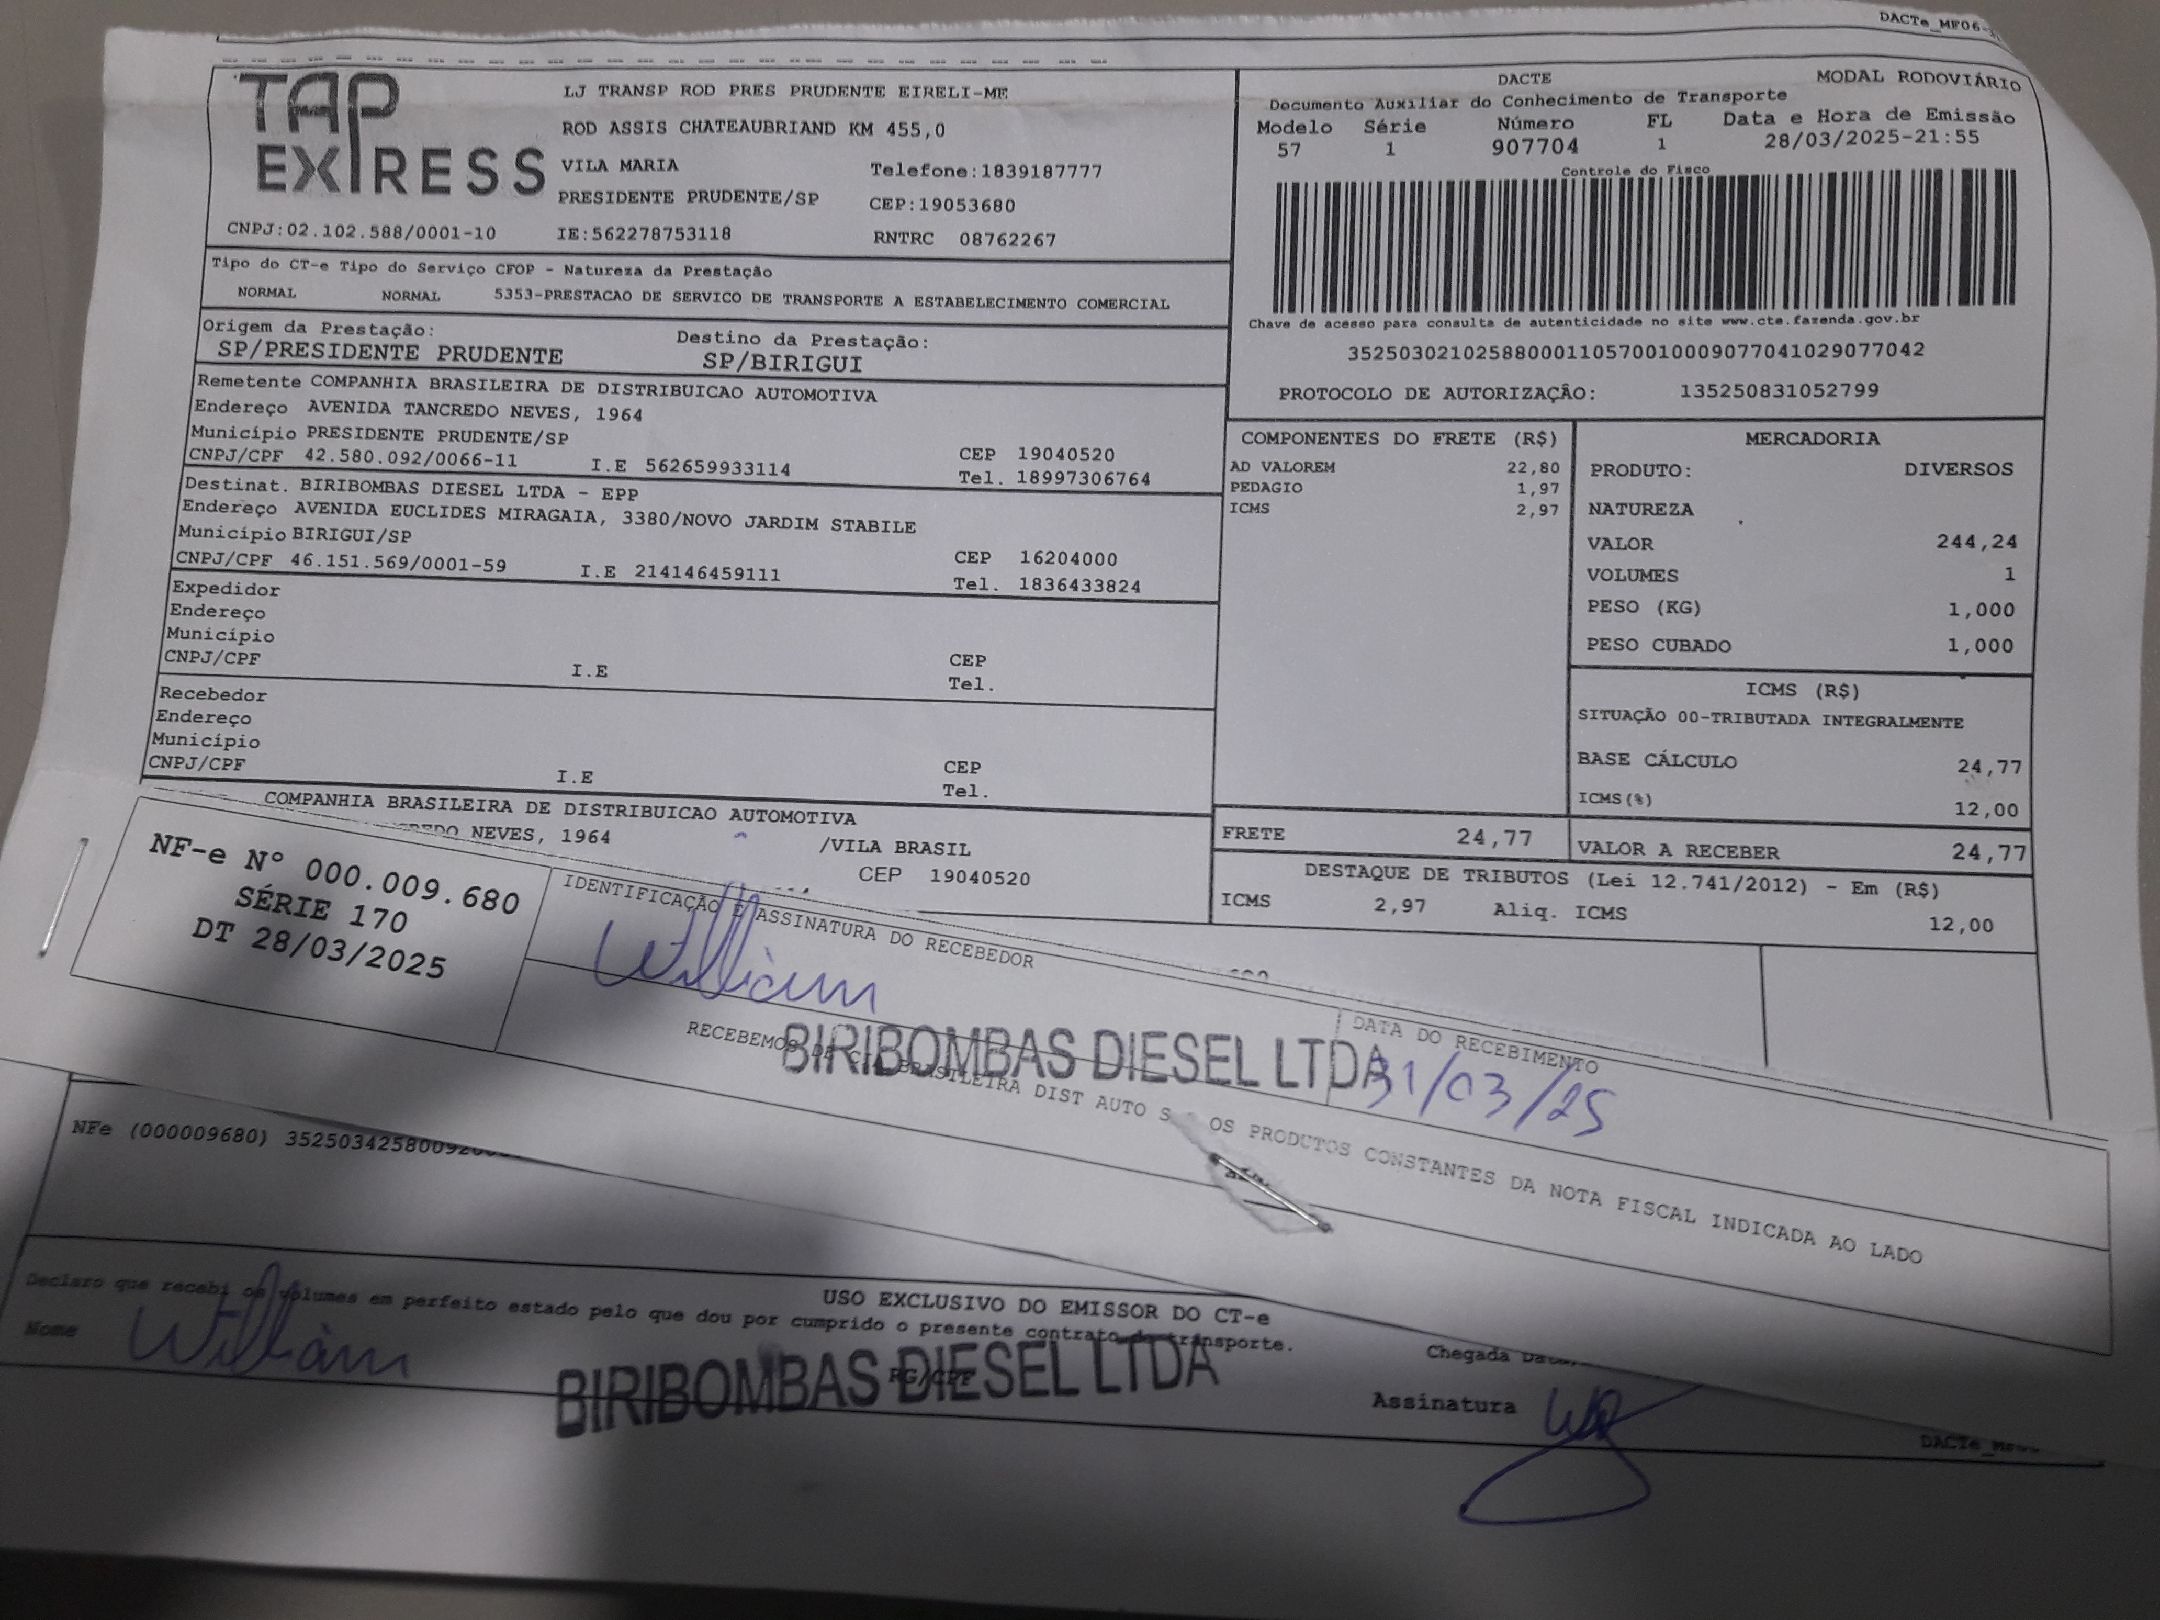 DACTe_MF06-
TAP EXPRESS
LJ TRANSP ROD PRES PRUDENTE EIRELI-ME
ROD ASSIS CHATEAUBRIAND KM 455,0
VILA MARIA Telefone:1839187777
PRESIDENTE PRUDENTE/SP CEP:19053680
CNPJ:02.102.588/0001-10 IE:562278753118 RNTRC 08762267
DACTE MODAL RODOVIÁRIO
Documento Auxiliar do Conhecimento de Transporte
Modelo Série Número FL Data e Hora de Emissão
57 1 907704 1 28/03/2025-21:55
Controle do Fisco
Chave de acesso para consulta de autenticidade no site www.cte.fazenda.gov.br
35250302102588000110570010009077041029077042
PROTOCOLO DE AUTORIZAÇÃO: 135250831052799
Tipo do CT-e Tipo do Serviço CFOP - Natureza da Prestação
NORMAL NORMAL 5353-PRESTACAO DE SERVICO DE TRANSPORTE A ESTABELECIMENTO COMERCIAL
Origem da Prestação: Destino da Prestação:
SP/PRESIDENTE PRUDENTE SP/BIRIGUI
Remetente COMPANHIA BRASILEIRA DE DISTRIBUICAO AUTOMOTIVA
Endereço AVENIDA TANCREDO NEVES, 1964
Município PRESIDENTE PRUDENTE/SP CEP 19040520
CNPJ/CPF 42.580.092/0066-11 I.E 562659933114 Tel. 18997306764
Destinat. BIRIBOMBAS DIESEL LTDA - EPP
Endereço AVENIDA EUCLIDES MIRAGAIA, 3380/NOVO JARDIM STABILE
Município BIRIGUI/SP CEP 16204000
CNPJ/CPF 46.151.569/0001-59 I.E 214146459111 Tel. 1836433824
Expedidor
Endereço
Município
CNPJ/CPF I.E CEP
Tel.
Recebedor
Endereço
Município
CNPJ/CPF I.E CEP
Tel.
COMPANHIA BRASILEIRA DE DISTRIBUICAO AUTOMOTIVA
NEVES, 1964 /VILA BRASIL
CEP 19040520
COMPONENTES DO FRETE (R$)
AD VALOREM 22,80
PEDAGIO 1,97
ICMS 2,97
MERCADORIA
PRODUTO: DIVERSOS
NATUREZA
VALOR 244,24
VOLUMES 1
PESO (KG) 1,000
PESO CUBADO 1,000
ICMS (R$)
SITUAÇÃO 00-TRIBUTADA INTEGRALMENTE
BASE CÁLCULO 24,77
ICMS(%) 12,00
FRETE 24,77 VALOR A RECEBER 24,77
DESTAQUE DE TRIBUTOS (Lei 12.741/2012) - Em (R$)
ICMS 2,97 Aliq. ICMS 12,00
NF-e N° 000.009.680
SÉRIE 170
DT 28/03/2025
IDENTIFICAÇÃO E ASSINATURA DO RECEBEDOR
William
DATA DO RECEBIMENTO
31/03/25
BIRIBOMBAS DIESEL LTDA
RECEBEMOS DE CIA BRASILEIRA DIST AUTO S OS PRODUTOS CONSTANTES DA NOTA FISCAL INDICADA AO LADO
NFe (000009680)
USO EXCLUSIVO DO EMISSOR DO CT-e
Declaro que recebi os volumes em perfeito estado pelo que dou por cumprido o presente contrato de transporte.
Nome William RG/CPF Chegada
BIRIBOMBAS DIESEL LTDA
Assinatura